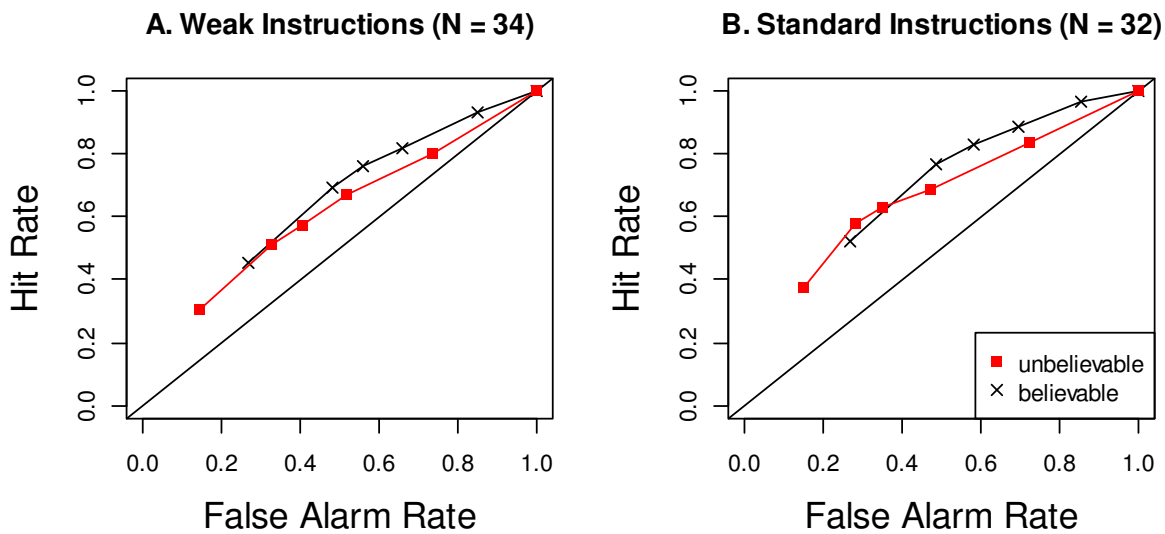 A. Weak Instructions (N = 34)
Hit Rate
1.0
0.8
0.6
0.4
0.2
0.0
0.0 0.2 0.4 0.6 0.8 1.0
False Alarm Rate
B. Standard Instructions (N = 32)
Hit Rate
1.0
0.8
0.6
0.4
0.2
0.0
unbelievable
believable
0.0 0.2 0.4 0.6 0.8 1.0
False Alarm Rate